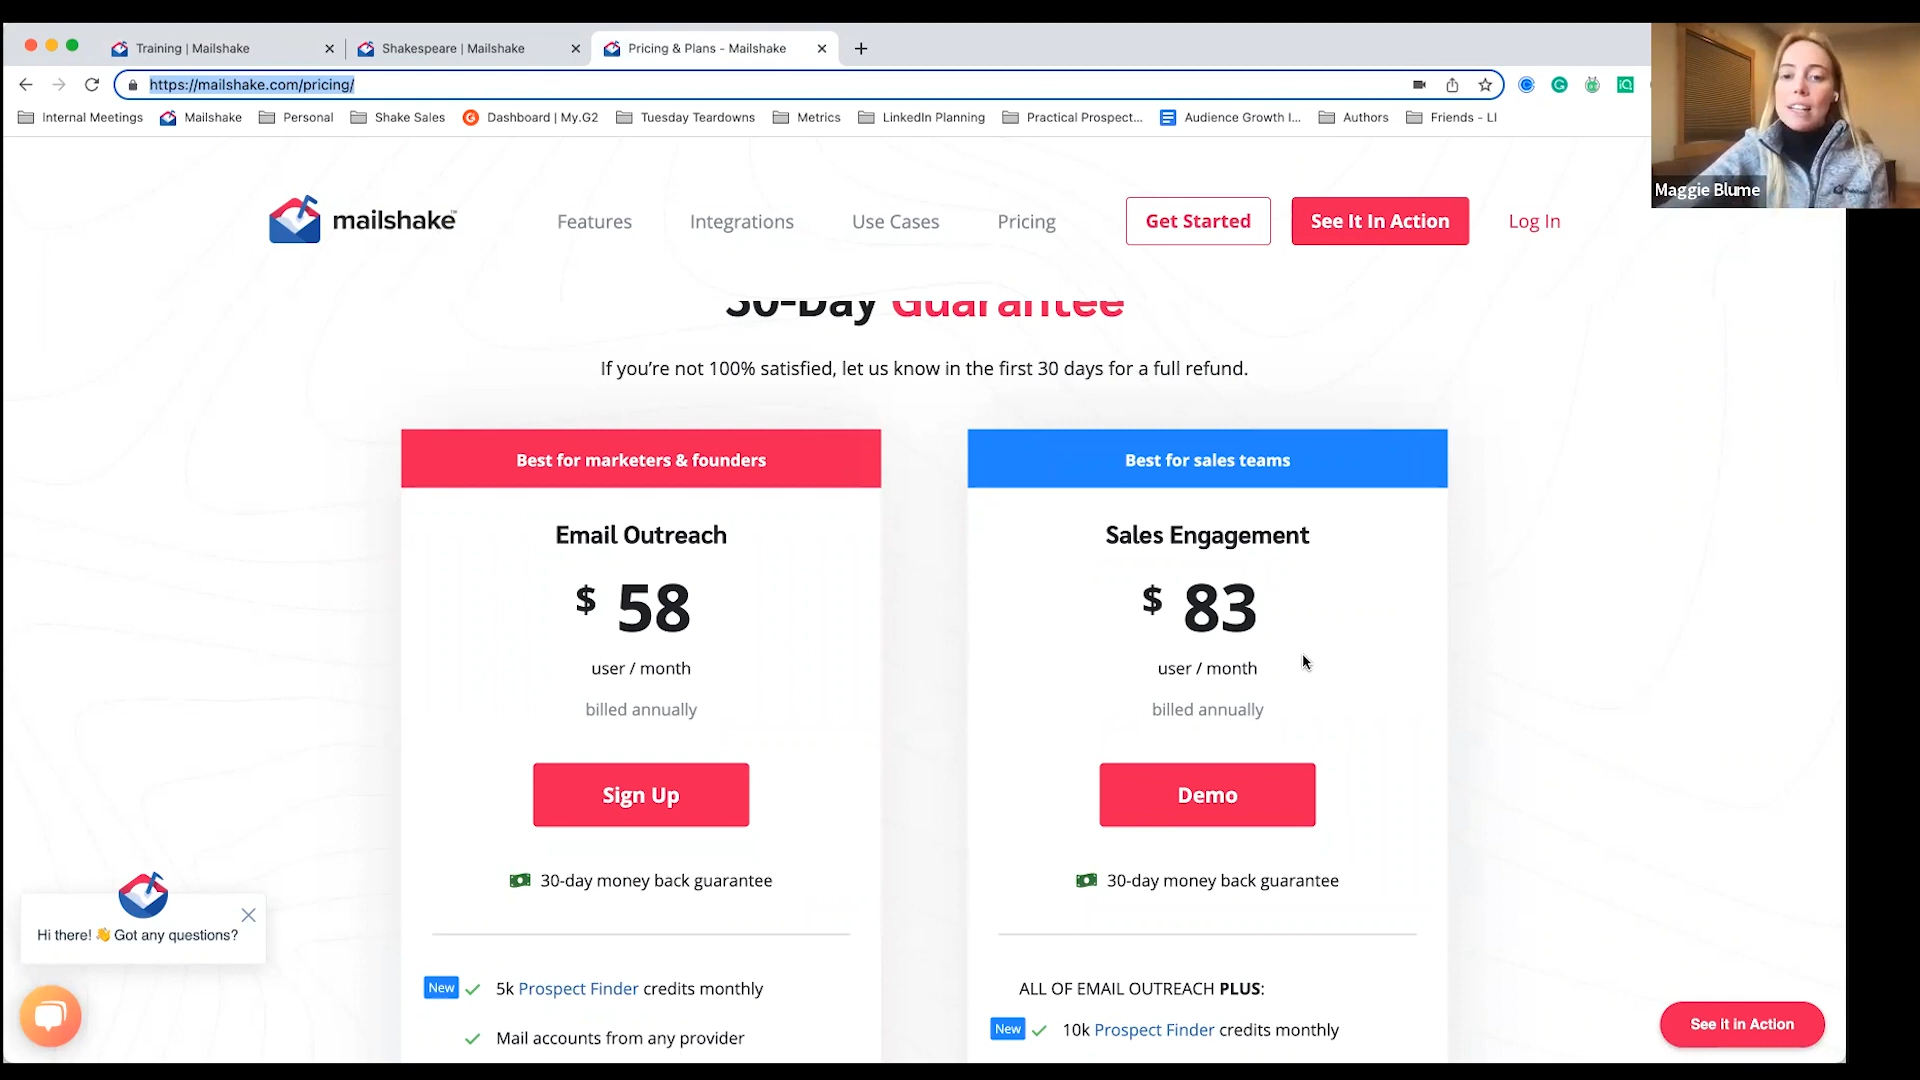 Training | Mailshake
Shakespeare | Mailshake
Pricing & Plans - Mailshake
https://mailshake.com/pricing/
Internal Meetings
Mailshake
Personal
Shake Sales
Dashboard | My.G2
Tuesday Teardowns
Metrics
LinkedIn Planning
Practical Prospect...
Audience Growth I...
Authors
Friends - LI
Maggie Blume
mailshake™
Features
Integrations
Use Cases
Pricing
Get Started
See It In Action
Log In
30-Day Guarantee
If you’re not 100% satisfied, let us know in the first 30 days for a full refund.
Best for marketers & founders
Email Outreach
$ 58
user / month
billed annually
Sign Up
30-day money back guarantee
New
5k Prospect Finder credits monthly
Mail accounts from any provider
Best for sales teams
Sales Engagement
$ 83
user / month
billed annually
Demo
30-day money back guarantee
ALL OF EMAIL OUTREACH PLUS:
New
10k Prospect Finder credits monthly
Hi there! 👋 Got any questions?
See it In Action